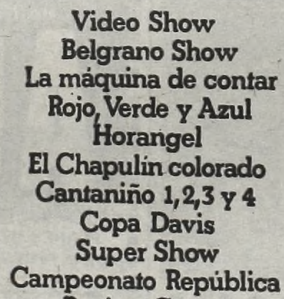 Video Show
Belgrano Show
La máquina de contar
Rojo, Verde y Azul
Horangel
El Chapulín colorado
Cantaniño 1,2,3 y 4
Copa Davis
Super Show
Campeonato República